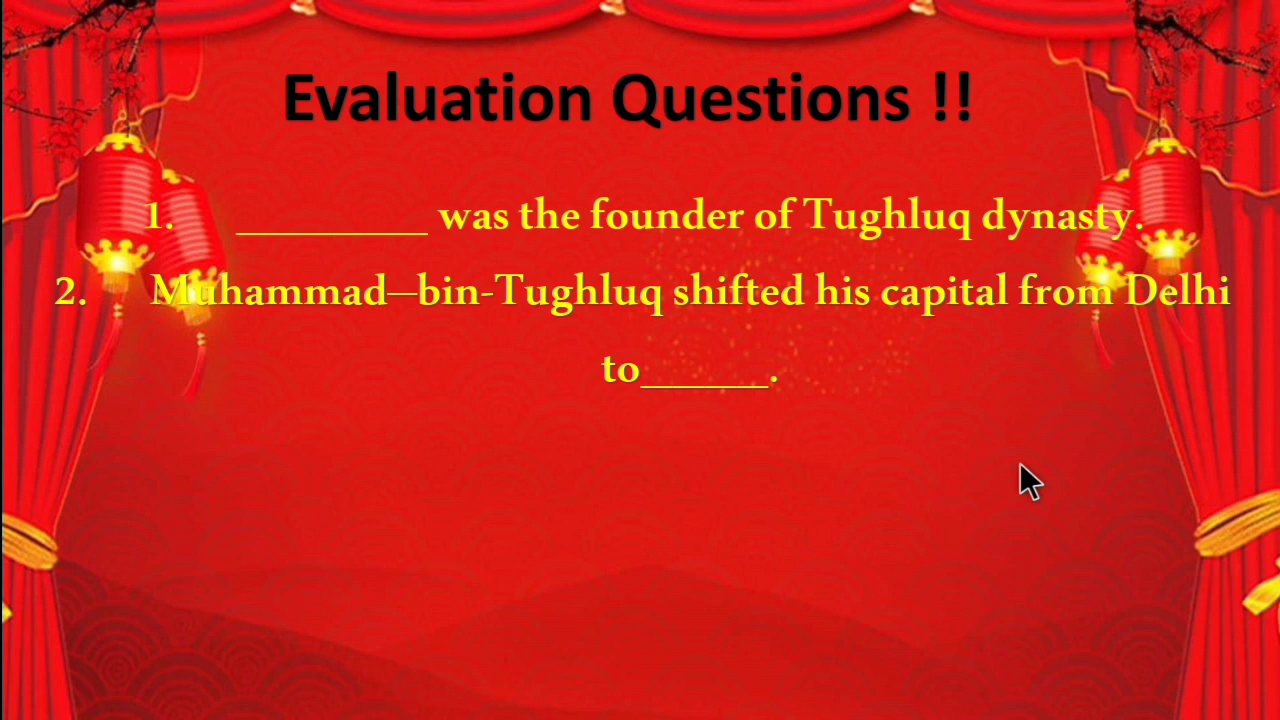 Evaluation Questions !!
1. _________ was the founder of Tughluq dynasty.
2. Muhammad–bin-Tughluq shifted his capital from Delhi
to______.